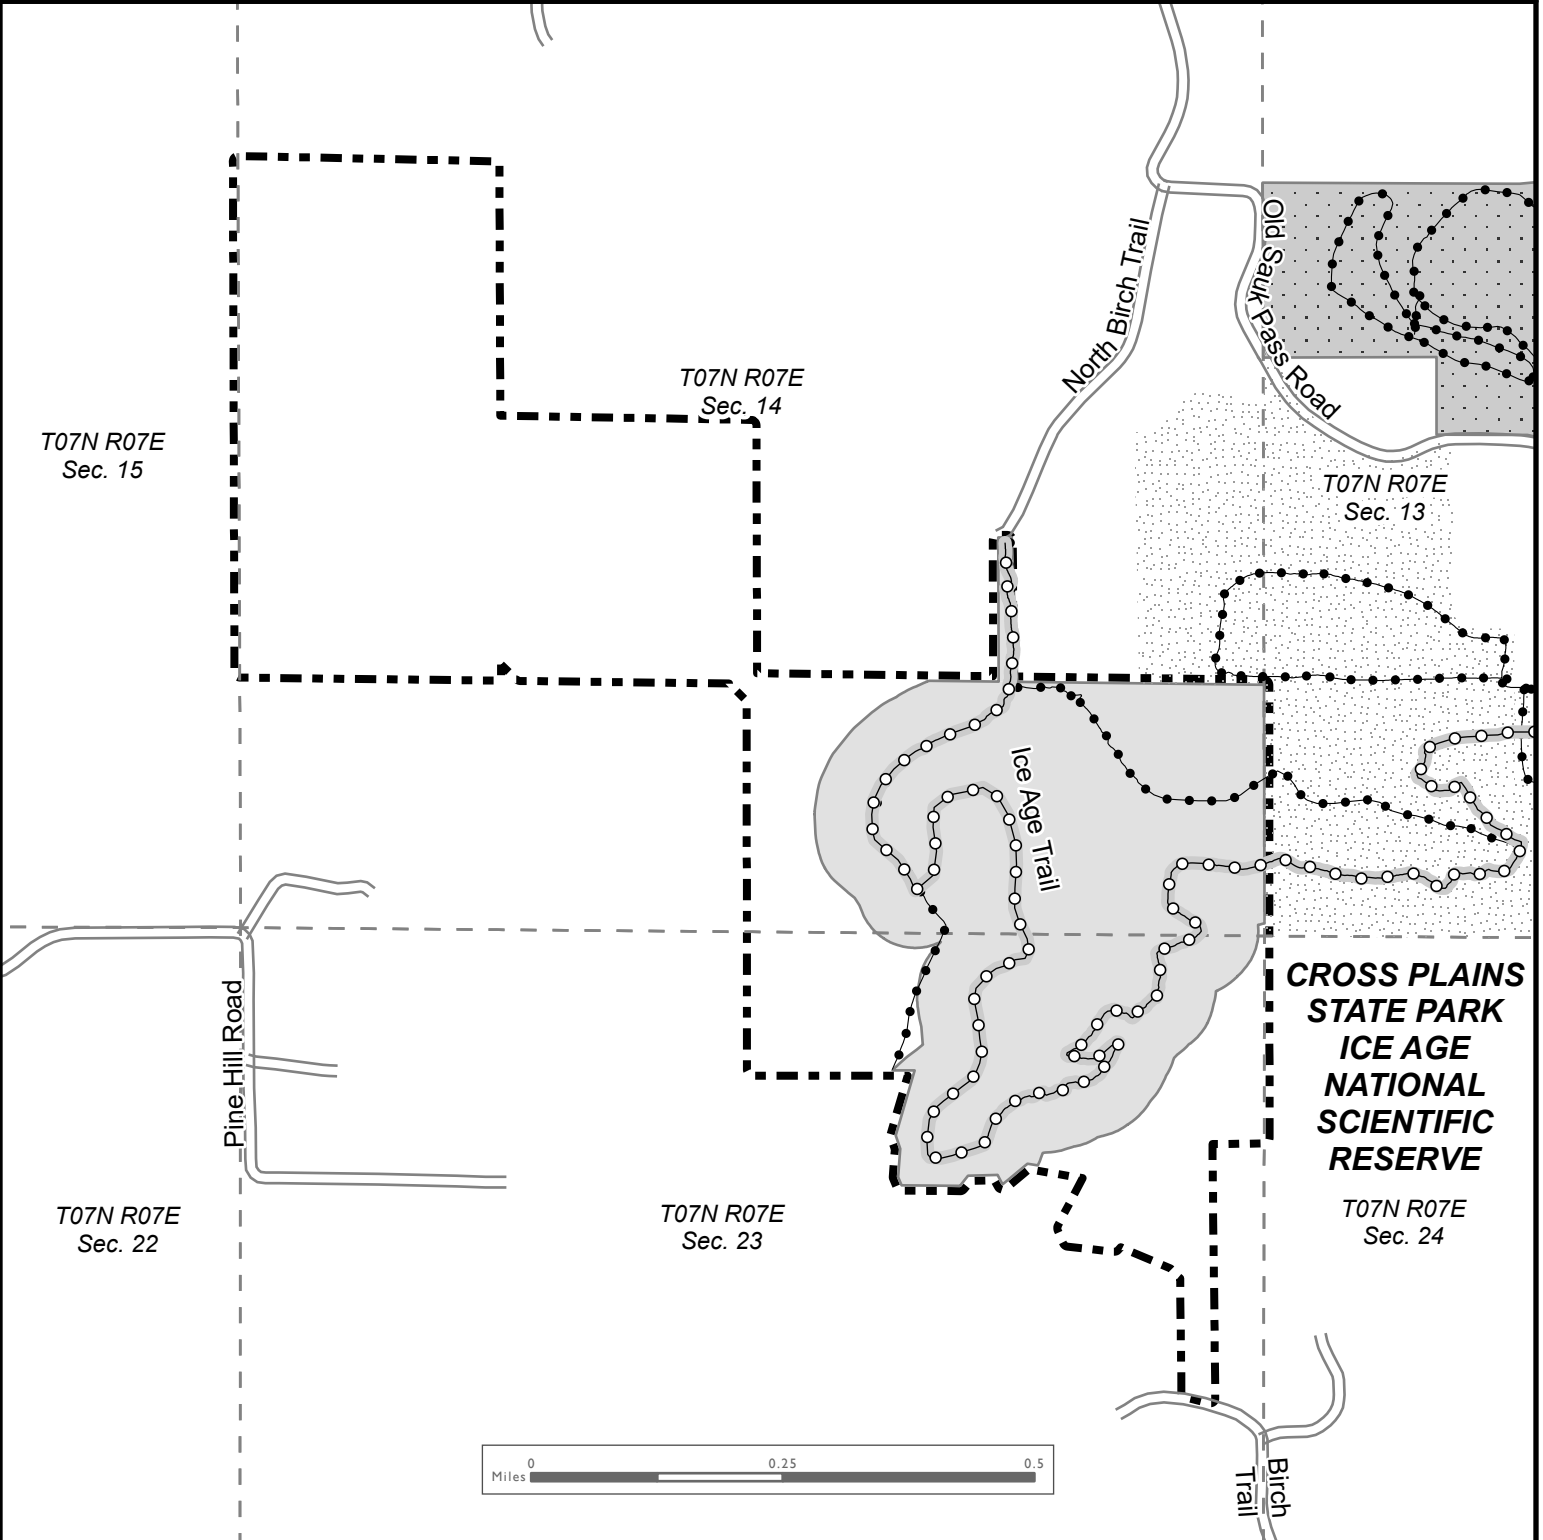 Old Sauk Pass Road
North Birch Trail
T07N R07E
Sec. 14
T07N R07E
Sec. 15
T07N R07E
Sec. 13
Ice Age Trail
CROSS PLAINS
STATE PARK
ICE AGE
NATIONAL
SCIENTIFIC
RESERVE
Pine Hill Road
T07N R07E
Sec. 22
T07N R07E
Sec. 23
T07N R07E
Sec. 24
0 0.25 0.5
Miles
Birch
Trail